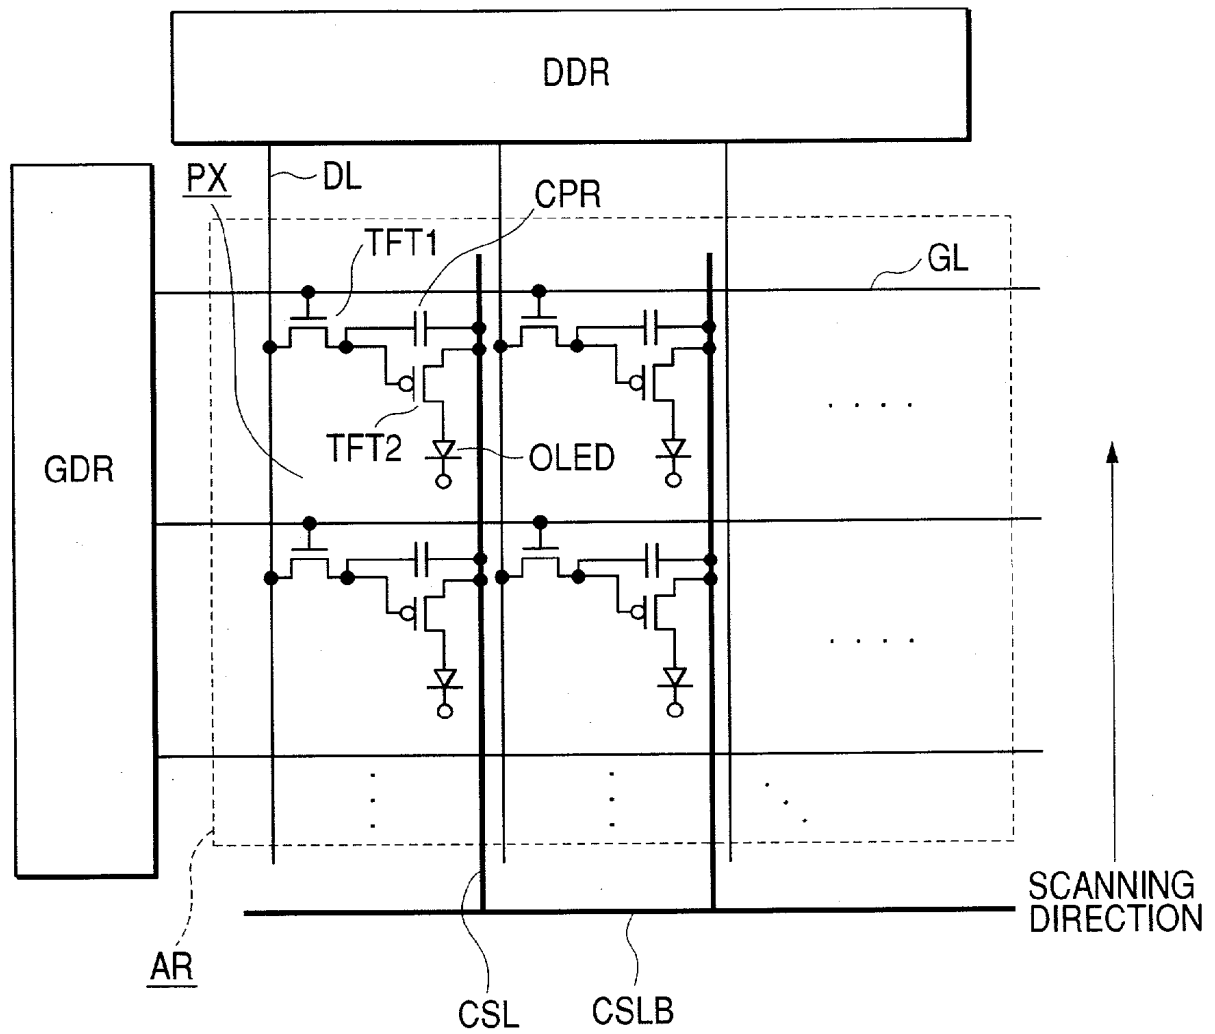 DDR
PX
DL
CPR
TFT1
GL
TFT2
OLED
GDR
SCANNING
DIRECTION
AR
CSL
CSLB